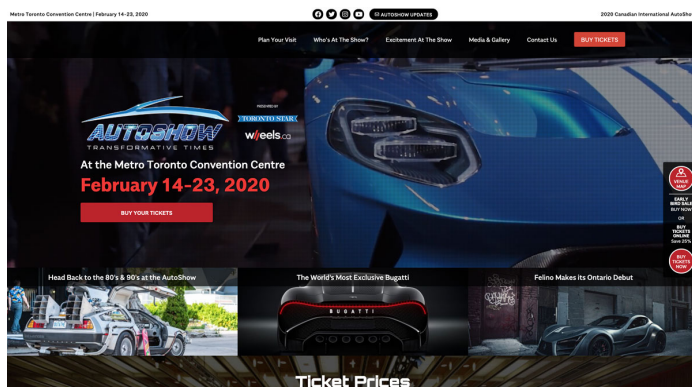 Metro Toronto Convention Centre | February 14-23, 2020
AUTOSHOW UPDATES
2020 Canadian International AutoSho
Plan Your Visit
Who's At The Show?
Excitement At The Show
Media & Gallery
Contact Us
BUY TICKETS
PRESENTED BY
TORONTO STAR
wheels.ca
AUTOSHOW
TRANSFORMATIVE TIMES
At the Metro Toronto Convention Centre
February 14-23, 2020
BUY YOUR TICKETS
VENUE
MAP
EARLY
BIRD SALE
BUY NOW
OR
BUY
TICKETS
ONLINE
Save 25%
BUY
TICKETS
NOW
Head Back to the 80's & 90's at the AutoShow
The World's Most Exclusive Bugatti
Felino Makes its Ontario Debut
BUGATTI
Ticket Prices